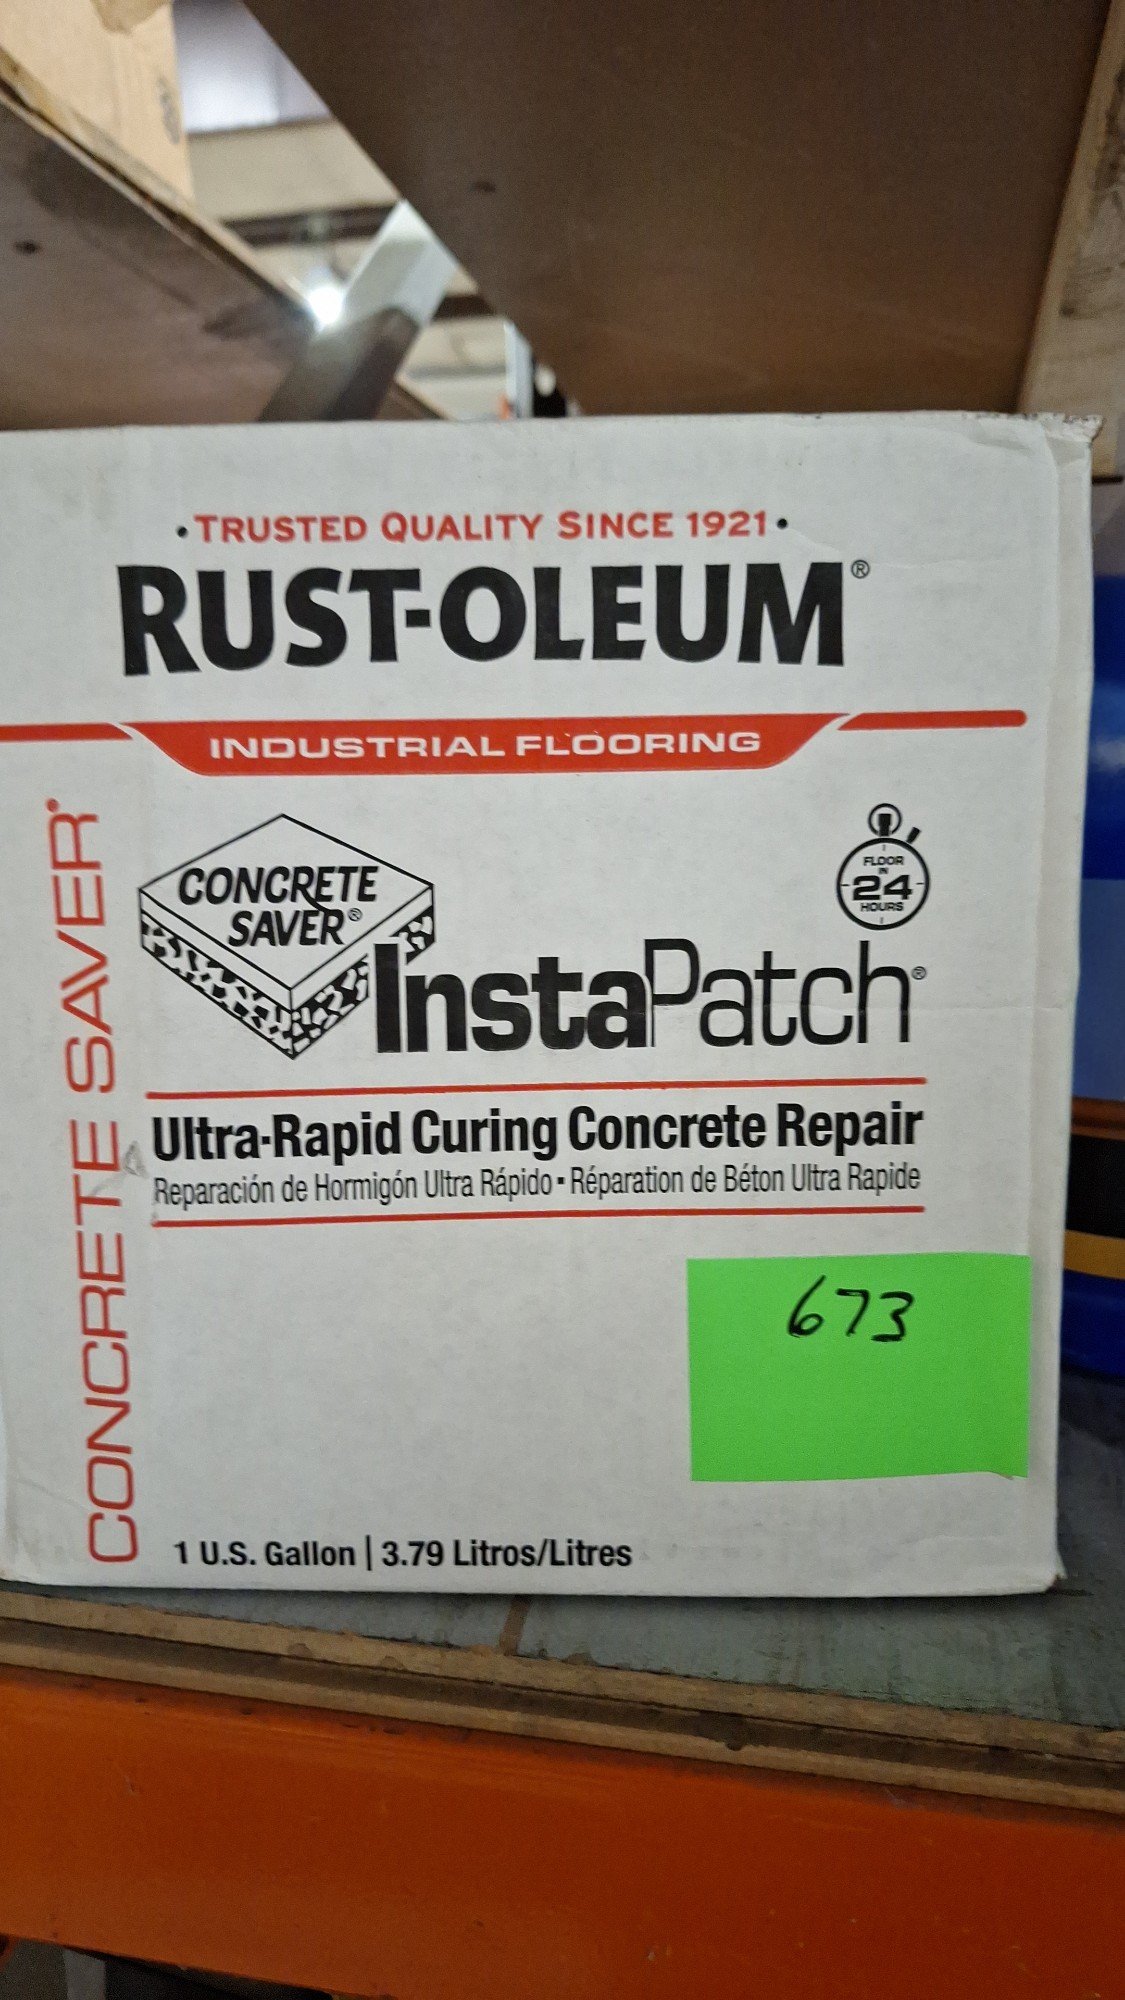 • TRUSTED QUALITY SINCE 1921 •
RUST-OLEUM®
INDUSTRIAL FLOORING
CONCRETE SAVER®
CONCRETE
SAVER®
FLOOR
IN
24
HOURS
InstaPatch®
Ultra-Rapid Curing Concrete Repair
Reparación de Hormigón Ultra Rápido • Réparation de Béton Ultra Rapide
673
1 U.S. Gallon | 3.79 Litros/Litres